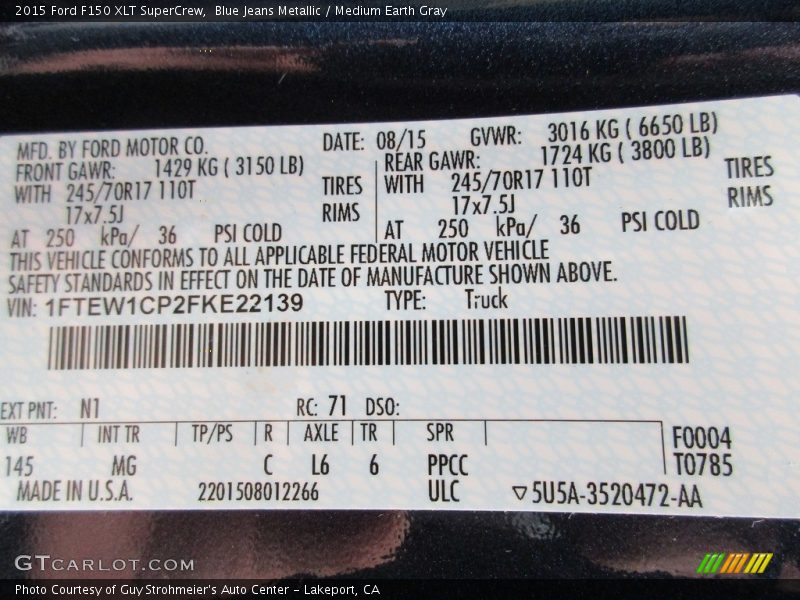 2015 Ford F150 XLT SuperCrew, Blue Jeans Metallic / Medium Earth Gray
MFD. BY FORD MOTOR CO. DATE: 08/15 GVWR: 3016 KG ( 6650 LB)
FRONT GAWR: 1429 KG ( 3150 LB) REAR GAWR: 1724 KG ( 3800 LB)
WITH 245/70R17 110T TIRES WITH 245/70R17 110T TIRES
17x7.5J RIMS 17x7.5J RIMS
AT 250 kPa/ 36 PSI COLD AT 250 kPa/ 36 PSI COLD
THIS VEHICLE CONFORMS TO ALL APPLICABLE FEDERAL MOTOR VEHICLE
SAFETY STANDARDS IN EFFECT ON THE DATE OF MANUFACTURE SHOWN ABOVE.
VIN: 1FTEW1CP2FKE22139 TYPE: Truck
EXT PNT: N1 RC: 71 DSO:
WB INT TR TP/PS R AXLE TR SPR F0004
145 MG C L6 6 PPCC T0785
MADE IN U.S.A. 2201508012266 ULC ▽5U5A-3520472-AA
GTCARLOT.COM
Photo Courtesy of Guy Strohmeier's Auto Center - Lakeport, CA